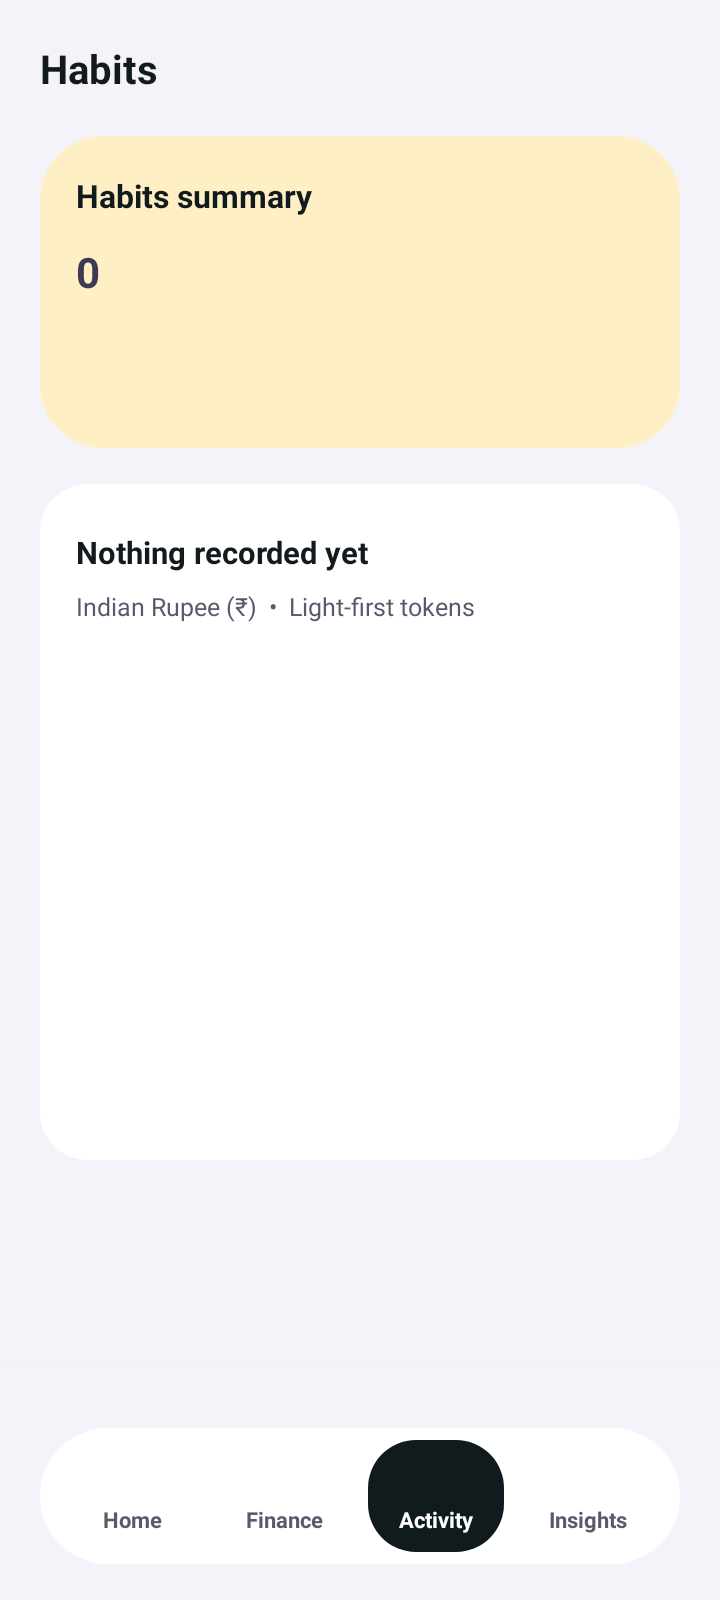 Habits
Habits summary
0
Nothing recorded yet
Indian Rupee (₹) • Light-first tokens
Home Finance Activity Insights